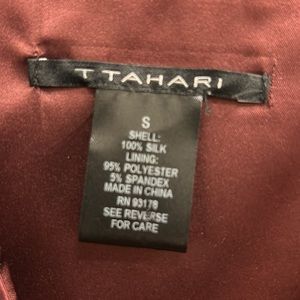 T TAHARI
S
SHELL:
100% SILK
LINING:
95% POLYESTER
5% SPANDEX
MADE IN CHINA
RN 93178
SEE REVERSE
FOR CARE